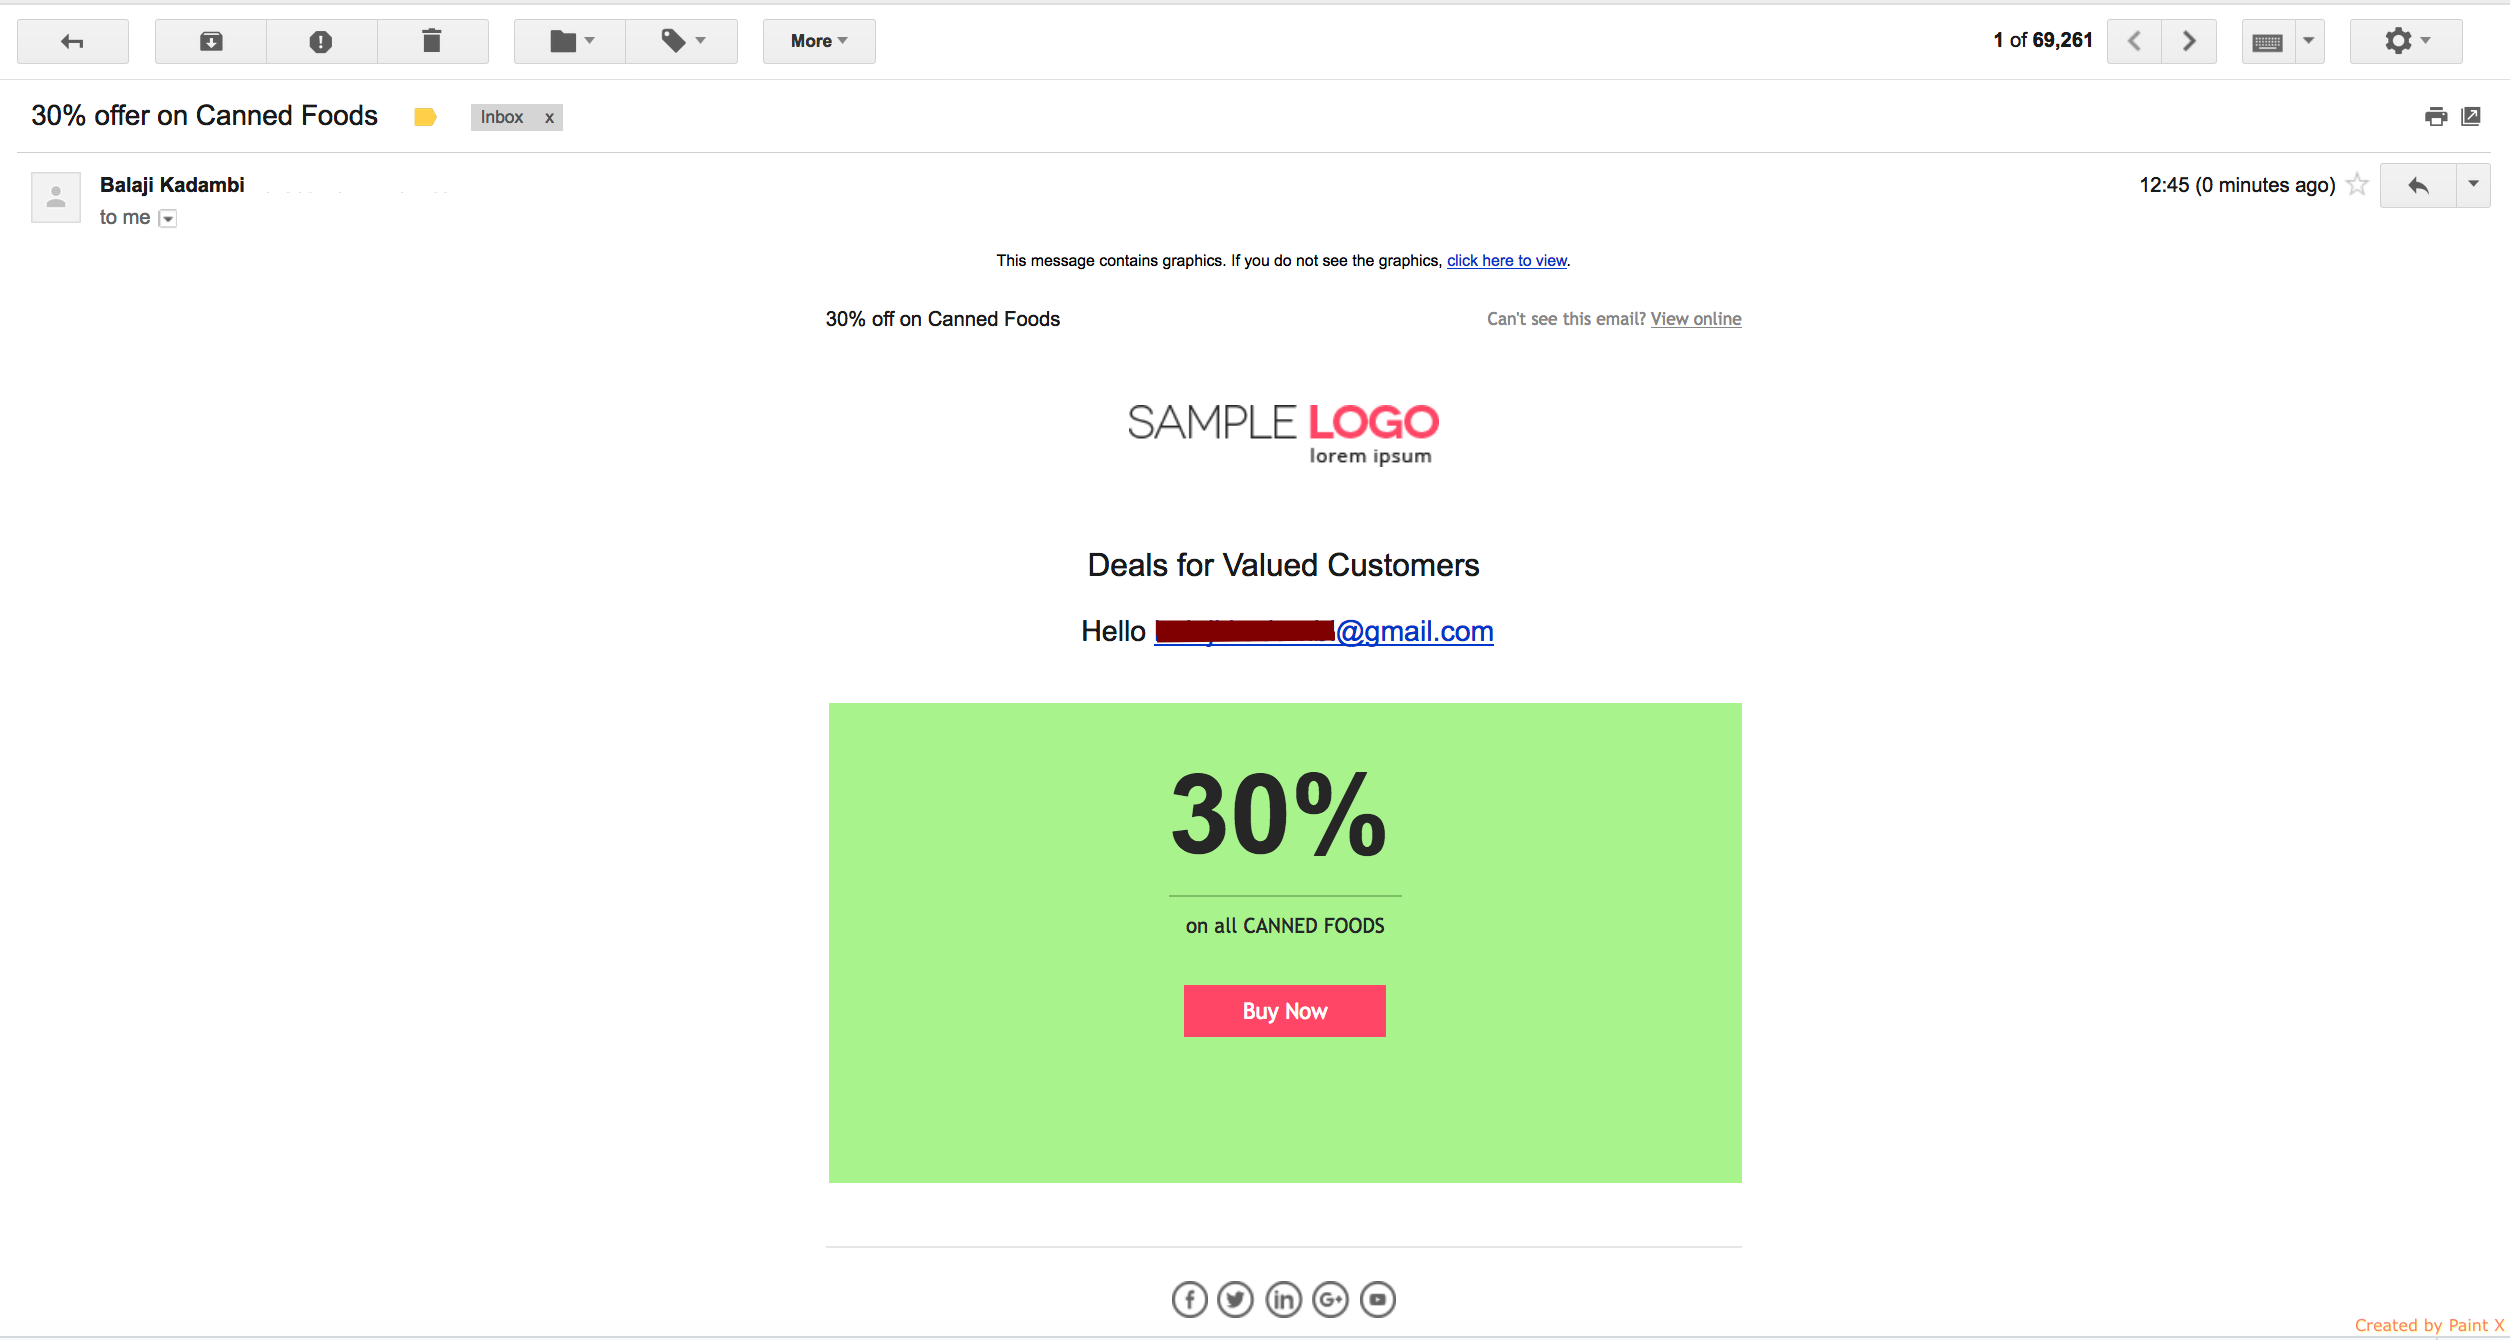 More
1 of 69,261
30% offer on Canned Foods
Inbox x
Balaji Kadambi
12:45 (0 minutes ago)
to me
This message contains graphics. If you do not see the graphics, click here to view.
30% off on Canned Foods
Can't see this email? View online
SAMPLE LOGO
lorem ipsum
Deals for Valued Customers
Hello @gmail.com
30%
on all CANNED FOODS
Buy Now
f in G+
Created by Paint X